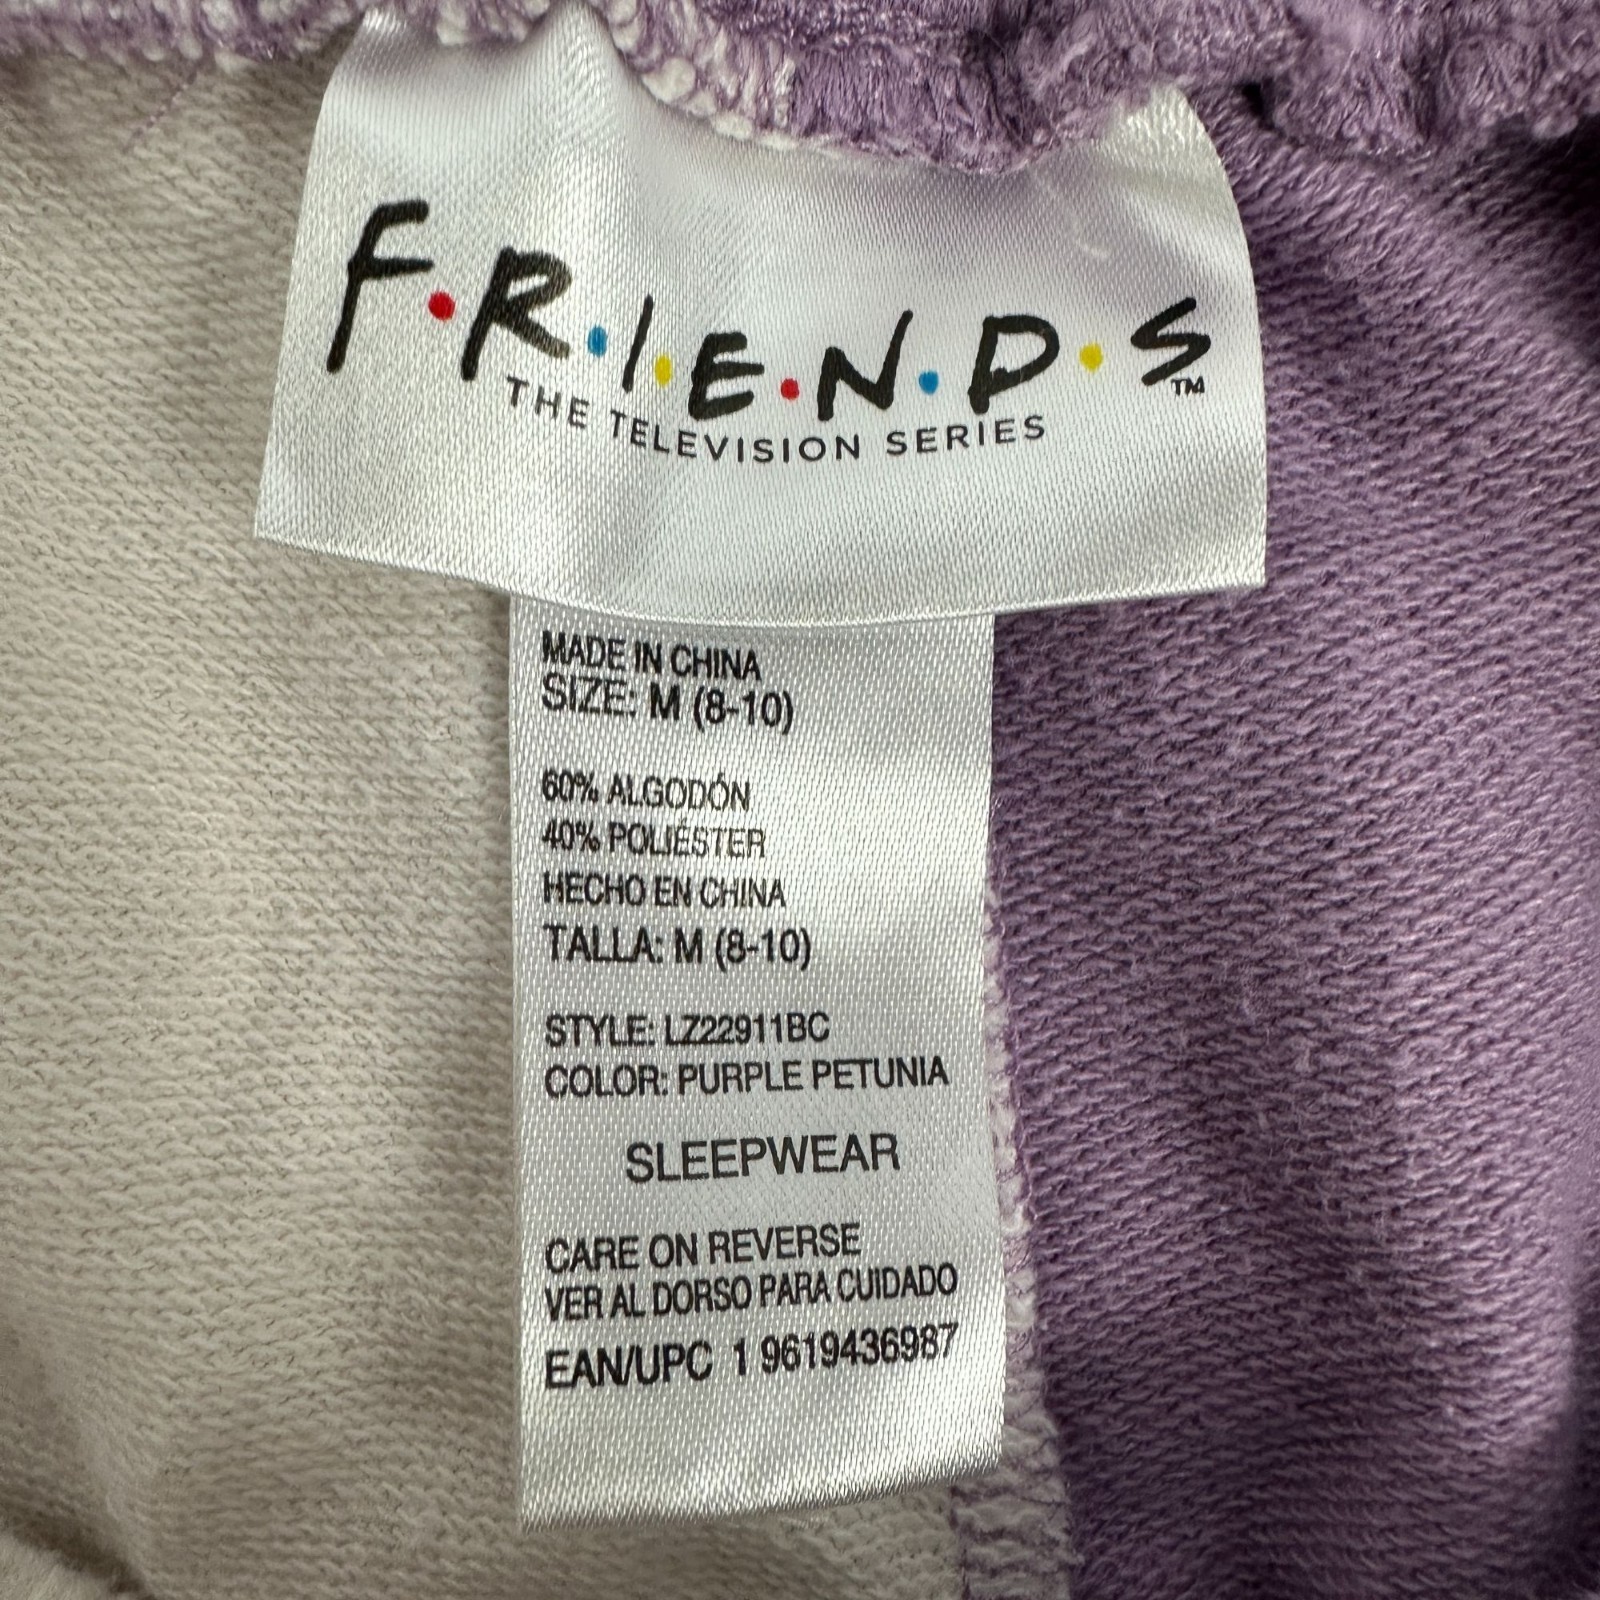 F·R·I·E·N·D·S™
THE TELEVISION SERIES
MADE IN CHINA
SIZE: M (8-10)
60% ALGODÓN
40% POLIÉSTER
HECHO EN CHINA
TALLA: M (8-10)
STYLE: LZ22911BC
COLOR: PURPLE PETUNIA
SLEEPWEAR
CARE ON REVERSE
VER AL DORSO PARA CUIDADO
EAN/UPC 1 9619436987